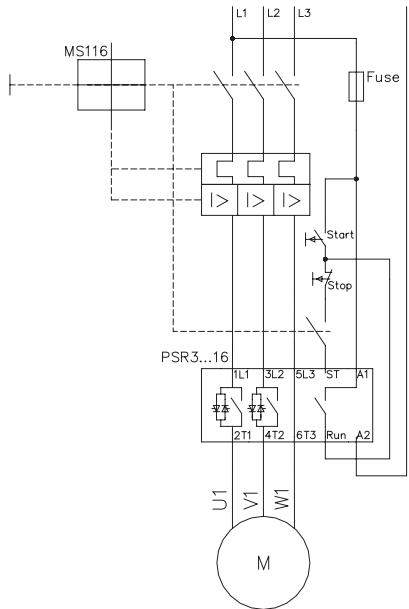 L1 L2 L3
MS116
Fuse
I> I> I>
Start
Stop
PSR3...16
1L1 3L2 5L3 ST A1
2T1 4T2 6T3 Run A2
U1 V1 W1
M